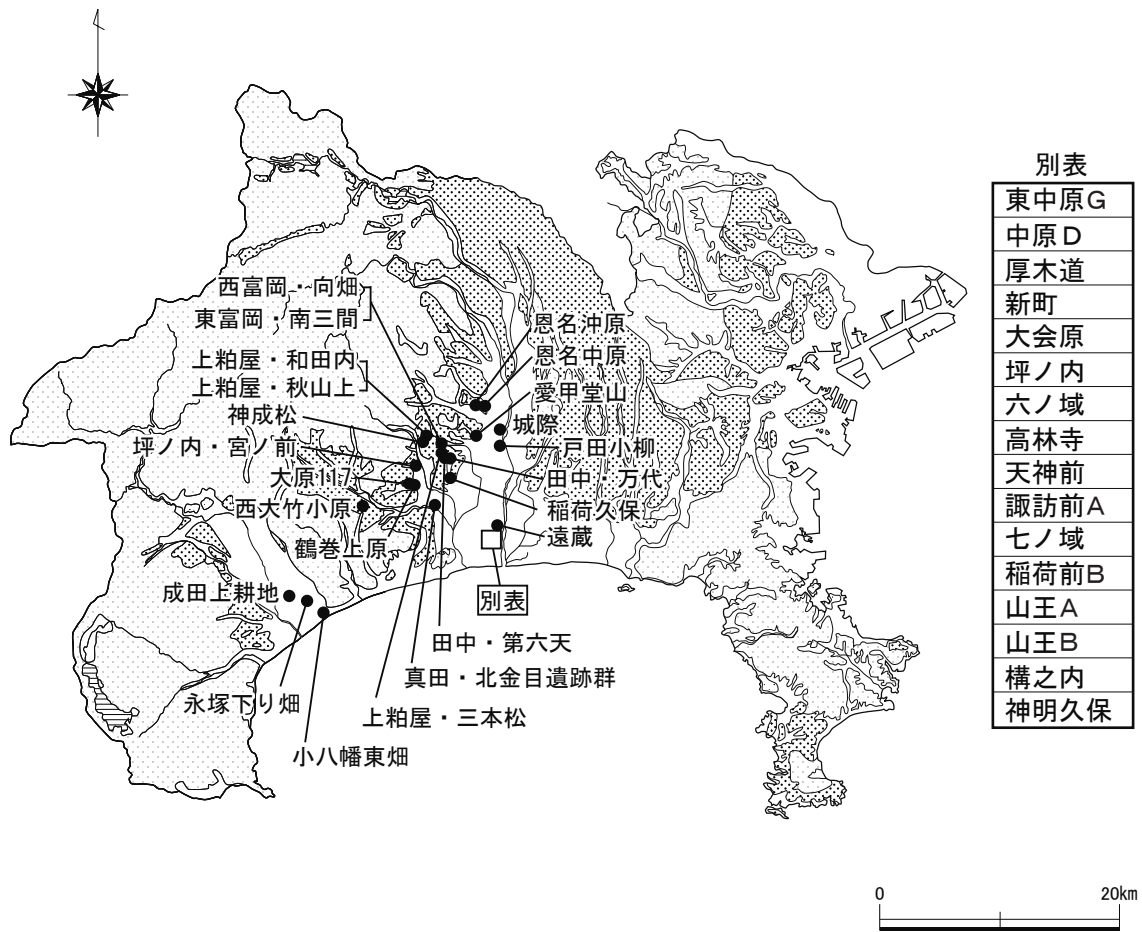 西富岡・向畑
東富岡・南三間
上粕屋・和田内
上粕屋・秋山上
神成松
坪ノ内・宮ノ前
大原117
西大竹小原
鶴巻上原
成田上耕地
永塚下り畑
小八幡東畑
恩名沖原
恩名中原
愛甲堂山
城際
戸田小柳
田中・万代
稲荷久保
遠蔵
別表
田中・第六天
真田・北金目遺跡群
上粕屋・三本松
別表
東中原G
中原D
厚木道
新町
大会原
坪ノ内
六ノ域
高林寺
天神前
諏訪前A
七ノ域
稲荷前B
山王A
山王B
構之内
神明久保
0 20km